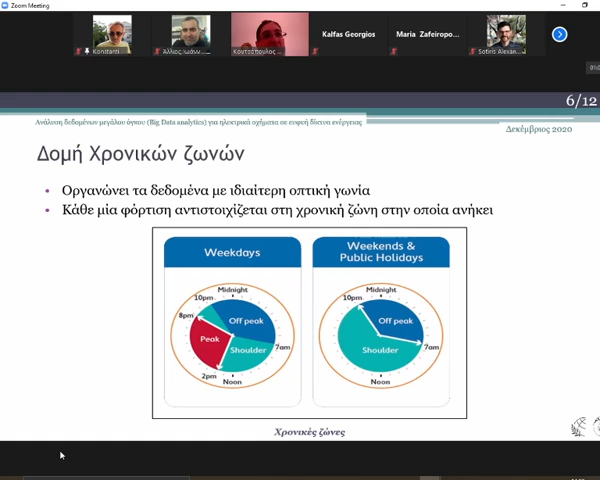 Zoom Meeting
Konstanti
Άλλιος Ιωάνν...
Κουτσόπουλος ...
Kalfas Georgios
Maria Zafeiropo...
Sotiris Alexan...
6/12
Ανάλυση δεδομένων μεγάλου όγκου (Big Data analytics) για ηλεκτρικά οχήματα σε ευφυή δίκτυα ενέργειας
Δεκέμβριος 2020
Δομή Χρονικών ζωνών
• Οργανώνει τα δεδομένα με ιδιαίτερη οπτική γωνία
• Κάθε μία φόρτιση αντιστοιχίζεται στη χρονική ζώνη στην οποία ανήκει
Weekdays
Midnight
10pm
8pm
Off peak
Peak
Shoulder
7am
2pm
Noon
Weekends &
Public Holidays
Midnight
10pm
Off peak
7am
Shoulder
Noon
Χρονικές ζώνες